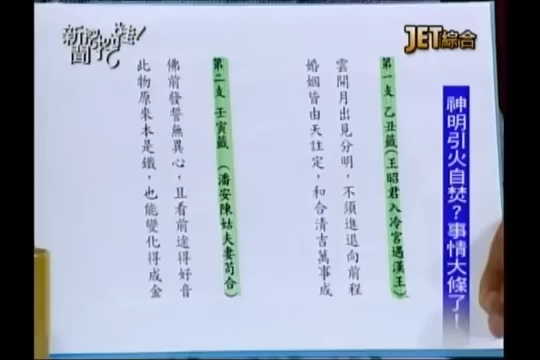 新聞挖挖哇!
JET綜合
神明引火自焚?事情大條了!
第一支 乙丑籤(王昭君入冷宮遇漢王)
雲開月出見分明,不須進退向前程
婚姻皆由天註定,和合清吉萬事成
第二支 壬寅籤 (潘安陳姑夫妻苟合)
佛前發誓無異心,且看前途得好音
此物原來本是鐵,也能變化得成金